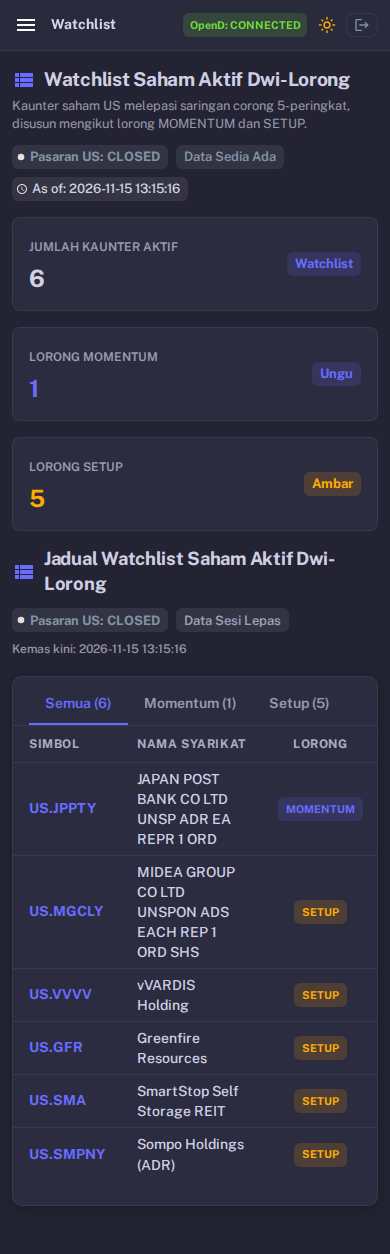 Watchlist
OpenD: CONNECTED
Watchlist Saham Aktif Dwi-Lorong
Kaunter saham US melepasi saringan corong 5-peringkat,
disusun mengikut lorong MOMENTUM dan SETUP.
Pasaran US: CLOSED
Data Sedia Ada
As of: 2026-11-15 13:15:16
JUMLAH KAUNTER AKTIF
6
Watchlist
LORONG MOMENTUM
1
Ungu
LORONG SETUP
5
Ambar
Jadual Watchlist Saham Aktif Dwi-
Lorong
Pasaran US: CLOSED
Data Sesi Lepas
Kemas kini: 2026-11-15 13:15:16
Semua (6)
Momentum (1)
Setup (5)
SIMBOL
NAMA SYARIKAT
LORONG
US.JPPTY
JAPAN POST
BANK CO LTD
UNSP ADR EA
REPR 1 ORD
MOMENTUM
US.MGCLY
MIDEA GROUP
CO LTD
UNSPON ADS
EACH REP 1
ORD SHS
SETUP
US.VVVV
vVARDIS
Holding
SETUP
US.GFR
Greenfire
Resources
SETUP
US.SMA
SmartStop Self
Storage REIT
SETUP
US.SMPNY
Sompo Holdings
(ADR)
SETUP